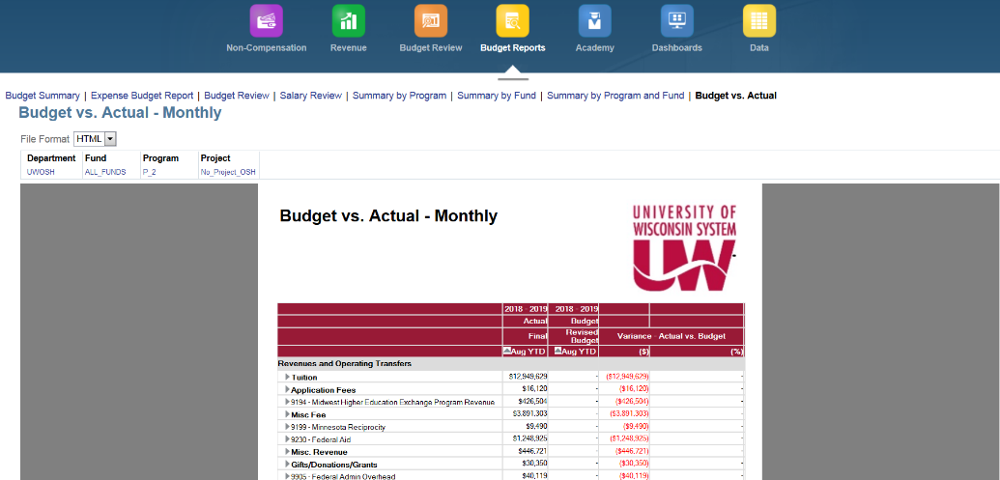 Non-Compensation Revenue Budget Review Budget Reports Academy Dashboards Data
Budget Summary | Expense Budget Report | Budget Review | Salary Review | Summary by Program | Summary by Fund | Summary by Program and Fund | Budget vs. Actual
Budget vs. Actual - Monthly
File Format HTML
Department Fund Program Project
UWOSH ALL_FUNDS P_2 No_Project_OSH
Budget vs. Actual - Monthly
UNIVERSITY OF
WISCONSIN SYSTEM
UW
2018 - 2019 2018 - 2019
Actual Budget
Final Revised Budget Variance - Actual vs. Budget
Aug YTD Aug YTD ($) (%)
Revenues and Operating Transfers
Tuition $12,949,629 - ($12,949,629) -
Application Fees $16,120 - ($16,120) -
9194 - Midwest Higher Education Exchange Program Revenue $426,504 - ($426,504) -
Misc Fee $3,891,303 - ($3,891,303) -
9199 - Minnesota Reciprocity $9,490 - ($9,490) -
9230 - Federal Aid $1,248,925 - ($1,248,925) -
Misc. Revenue $446,721 - ($446,721) -
Gifts/Donations/Grants $30,350 - ($30,350) -
9905 - Federal Admin Overhead $40,119 - ($40,119) -